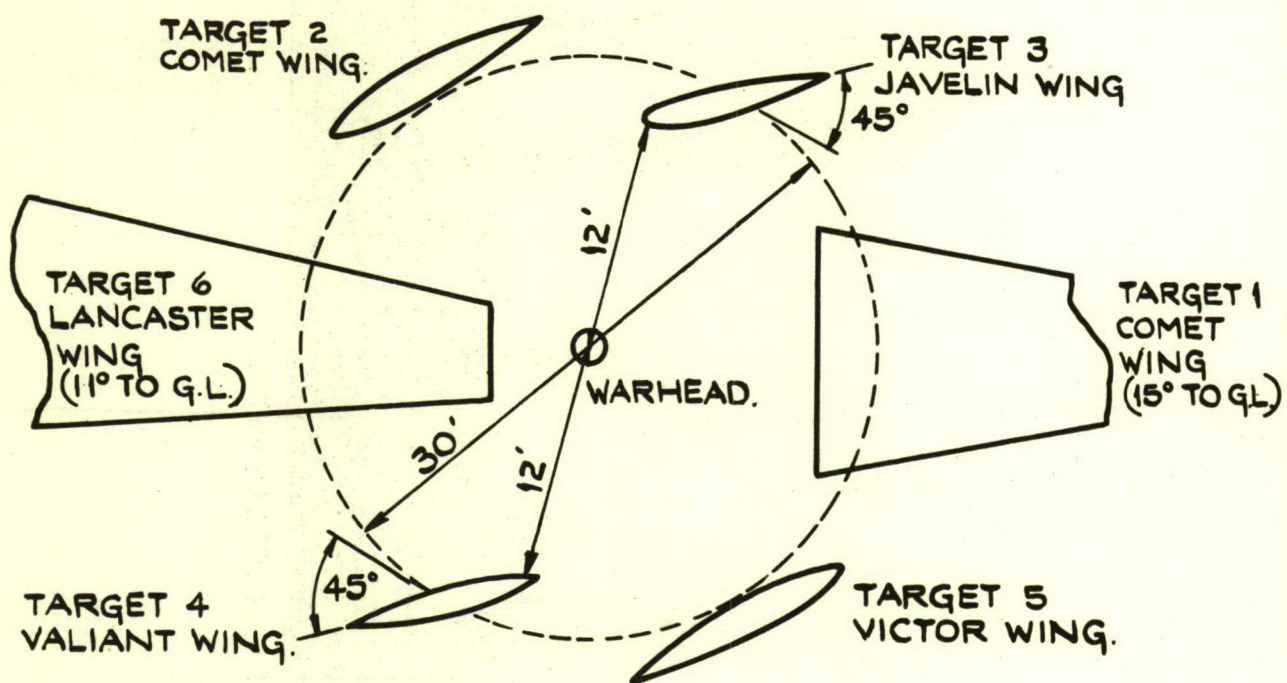 TARGET 2
COMET WING.
TARGET 3
JAVELIN WING
45°
12'
TARGET 6
LANCASTER
WING
(11° TO G.L.)
TARGET 1
COMET
WING
(15° TO G.L.)
WARHEAD.
30'
12'
45°
TARGET 4
VALIANT WING.
TARGET 5
VICTOR WING.